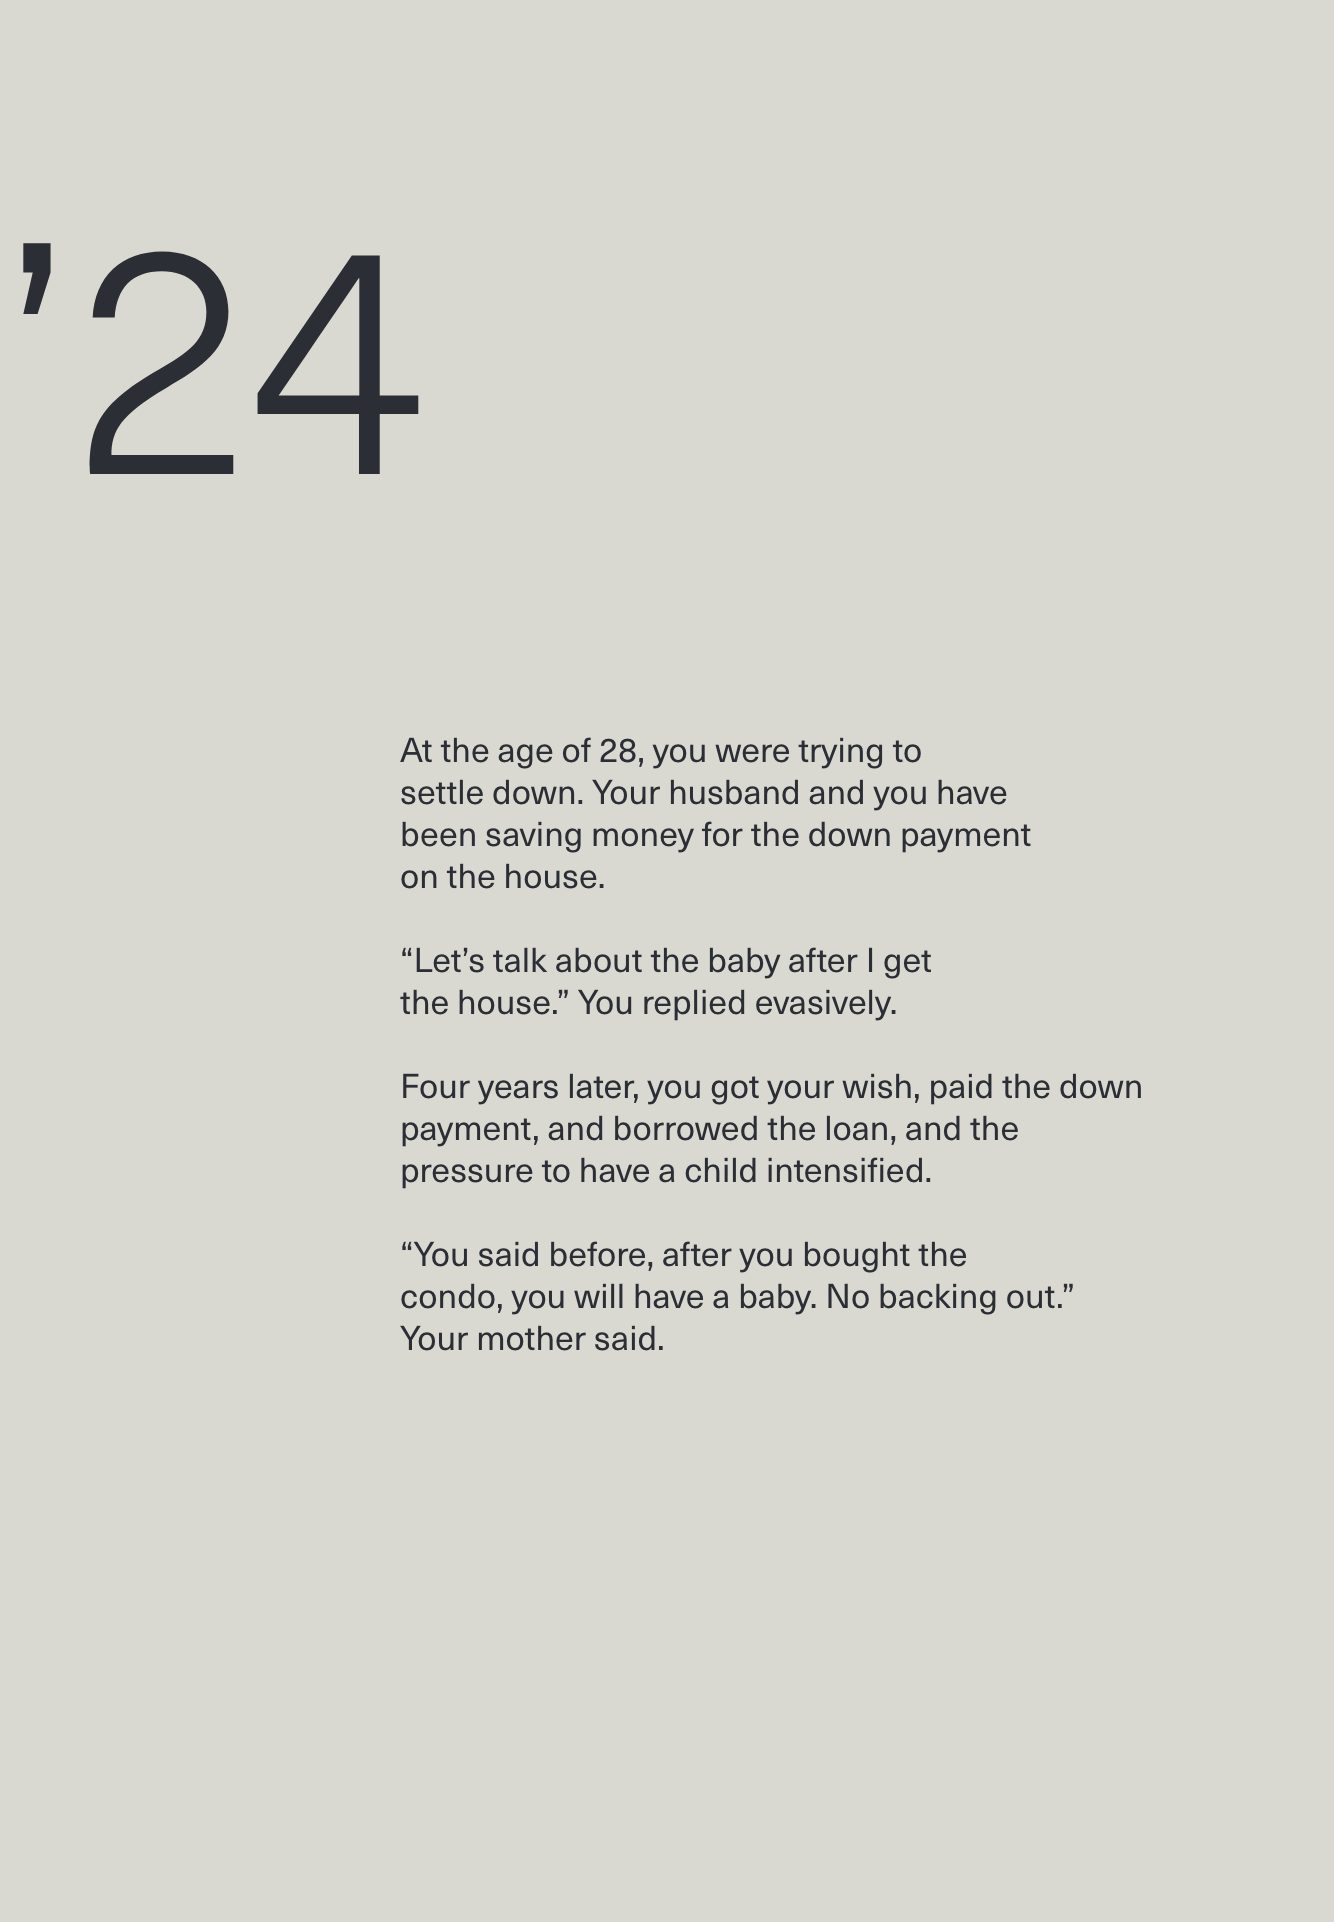 ’24
At the age of 28, you were trying to
settle down. Your husband and you have
been saving money for the down payment
on the house.
“Let’s talk about the baby after I get
the house.” You replied evasively.
Four years later, you got your wish, paid the down
payment, and borrowed the loan, and the
pressure to have a child intensified.
“You said before, after you bought the
condo, you will have a baby. No backing out.”
Your mother said.